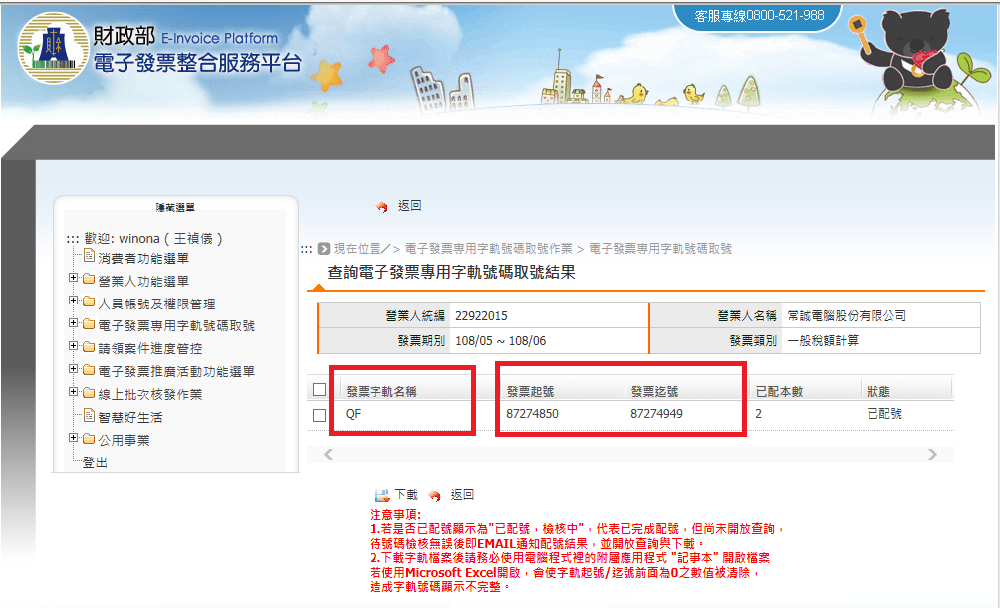 客服專線0800-521-988
財政部 E-Invoice Platform
電子發票整合服務平台
隱藏選單
返回
::: 歡迎: winona ( 王禎儀 )
消費者功能選單
營業人功能選單
人員帳號及權限管理
電子發票專用字軌號碼取號
請領案件進度管控
電子發票推廣活動功能選單
線上批次核發作業
智慧好生活
公用事業
登出
::: 現在位置／> 電子發票專用字軌號碼取號作業 > 電子發票專用字軌號碼取號
查詢電子發票專用字軌號碼取號結果
營業人統編 22922015 營業人名稱 常誠電腦股份有限公司
發票期別 108/05 ~ 108/06 發票類別 一般稅額計算
發票字軌名稱 發票起號 發票迄號 已配本數 狀態
QF 87274850 87274949 2 已配號
下載 返回
注意事項:
1.若是否已配號顯示為"已配號，檢核中"，代表已完成配號，但尚未開放查詢，
待號碼檢核無誤後即EMAIL通知配號結果，並開放查詢與下載。
2.下載字軌檔案後請務必使用電腦程式裡的附屬應用程式 "記事本" 開啟檔案
若使用Microsoft Excel開啟，會使字軌起號/迄號前面為0之數值被清除，
造成字軌號碼顯示不完整。